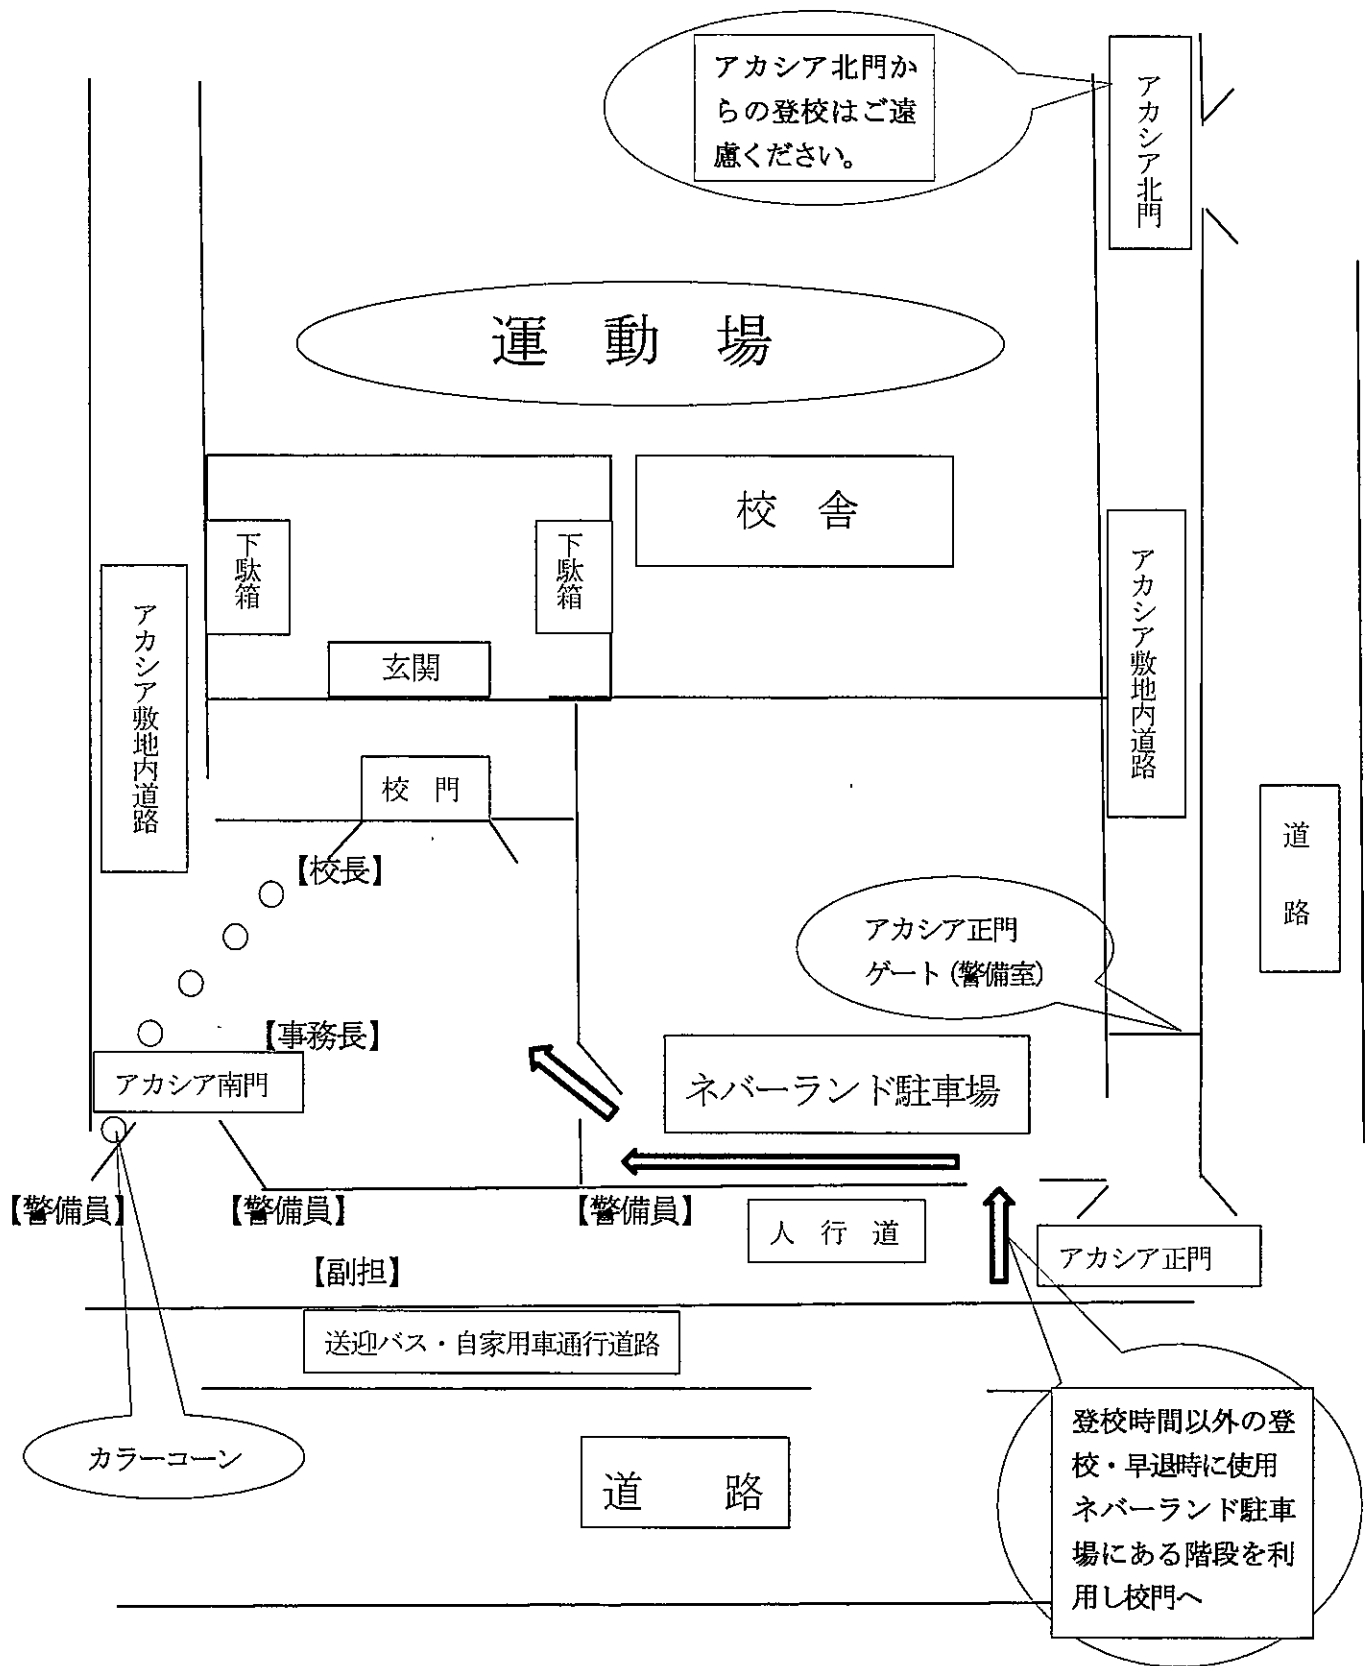 アカシア北門か
らの登校はご遠
慮ください。
アカシア北門
運動場
校舎
下駄箱
下駄箱
玄関
アカシア敷地内道路
アカシア敷地内道路
校門
道路
【校長】
アカシア正門
ゲート（警備室）
【事務長】
アカシア南門
ネバーランド駐車場
【警備員】
【警備員】
【警備員】
人行道
アカシア正門
【副担】
送迎バス・自家用車通行道路
カラーコーン
道路
登校時間以外の登
校・早退時に使用
ネバーランド駐車
場にある階段を利
用し校門へ